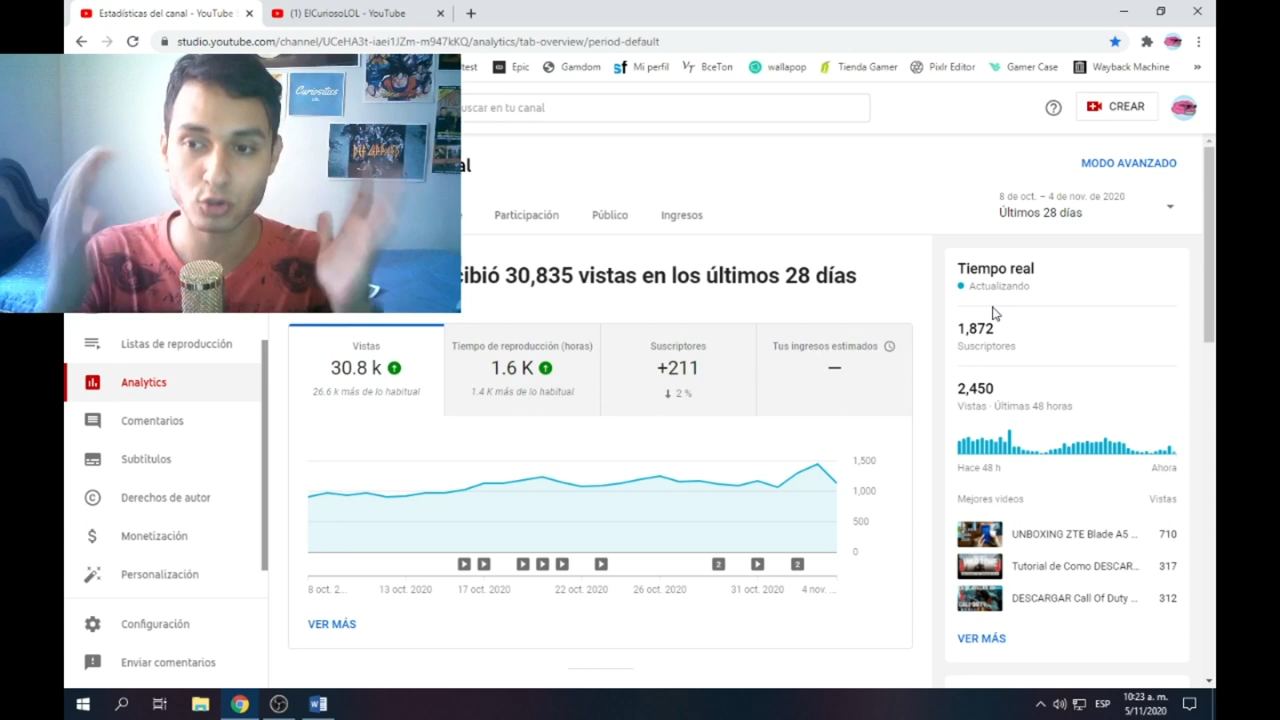 Estadísticas del canal - YouTube
(1) ElCuriosoLOL - YouTube
studio.youtube.com/channel/UCeHA3t-iaei1JZm-m947kKQ/analytics/tab-overview/period-default
test
Epic
Gamdom
Mi perfil
BceTon
wallapop
Tienda Gamer
Pixlr Editor
Gamer Case
Wayback Machine
»
uscar en tu canal
CREAR
Curiosities
DEF LEPPARD
al
MODO AVANZADO
8 de oct. – 4 de nov. de 2020
Últimos 28 días
Participación
Público
Ingresos
cibió 30,835 vistas en los últimos 28 días
Tiempo real
Actualizando
1,872
Suscriptores
2,450
Vistas · Últimas 48 horas
Hace 48 h
Ahora
Mejores videos
Vistas
UNBOXING ZTE Blade A5 ...
710
Tutorial de Como DESCAR...
317
DESCARGAR Call Of Duty ...
312
VER MÁS
Listas de reproducción
Analytics
Comentarios
Subtítulos
Derechos de autor
Monetización
Personalización
Configuración
Enviar comentarios
Vistas
30.8 k
26.6 k más de lo habitual
Tiempo de reproducción (horas)
1.6 K
1.4 K más de lo habitual
Suscriptores
+211
2 %
Tus ingresos estimados
—
1,500
1,000
500
0
2
2
8 oct. 2...
13 oct. 2020
17 oct. 2020
22 oct. 2020
26 oct. 2020
31 oct. 2020
4 nov. ...
VER MÁS
ESP
10:23 a. m.
5/11/2020